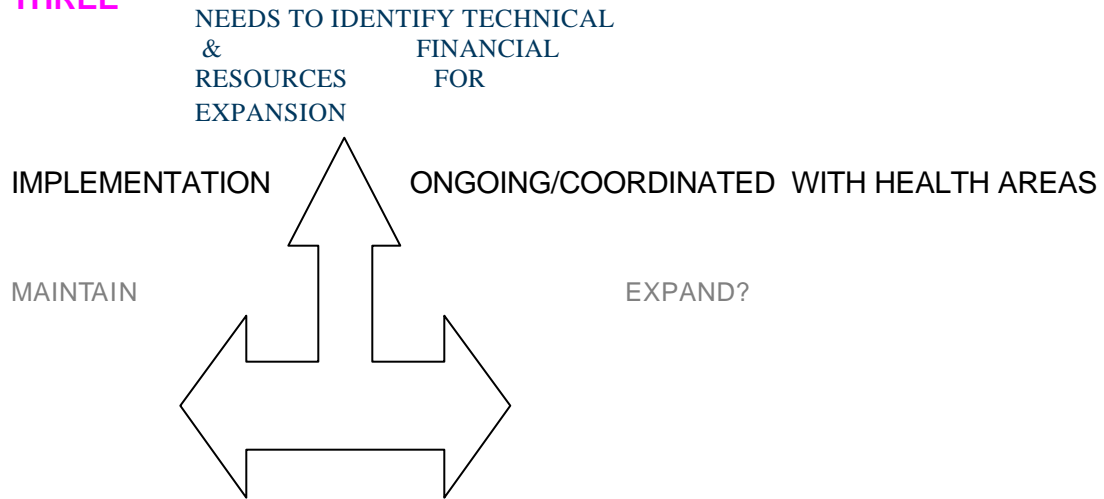 THREE
NEEDS TO IDENTIFY TECHNICAL
& FINANCIAL
RESOURCES FOR
EXPANSION
IMPLEMENTATION ONGOING/COORDINATED WITH HEALTH AREAS
MAINTAIN EXPAND?